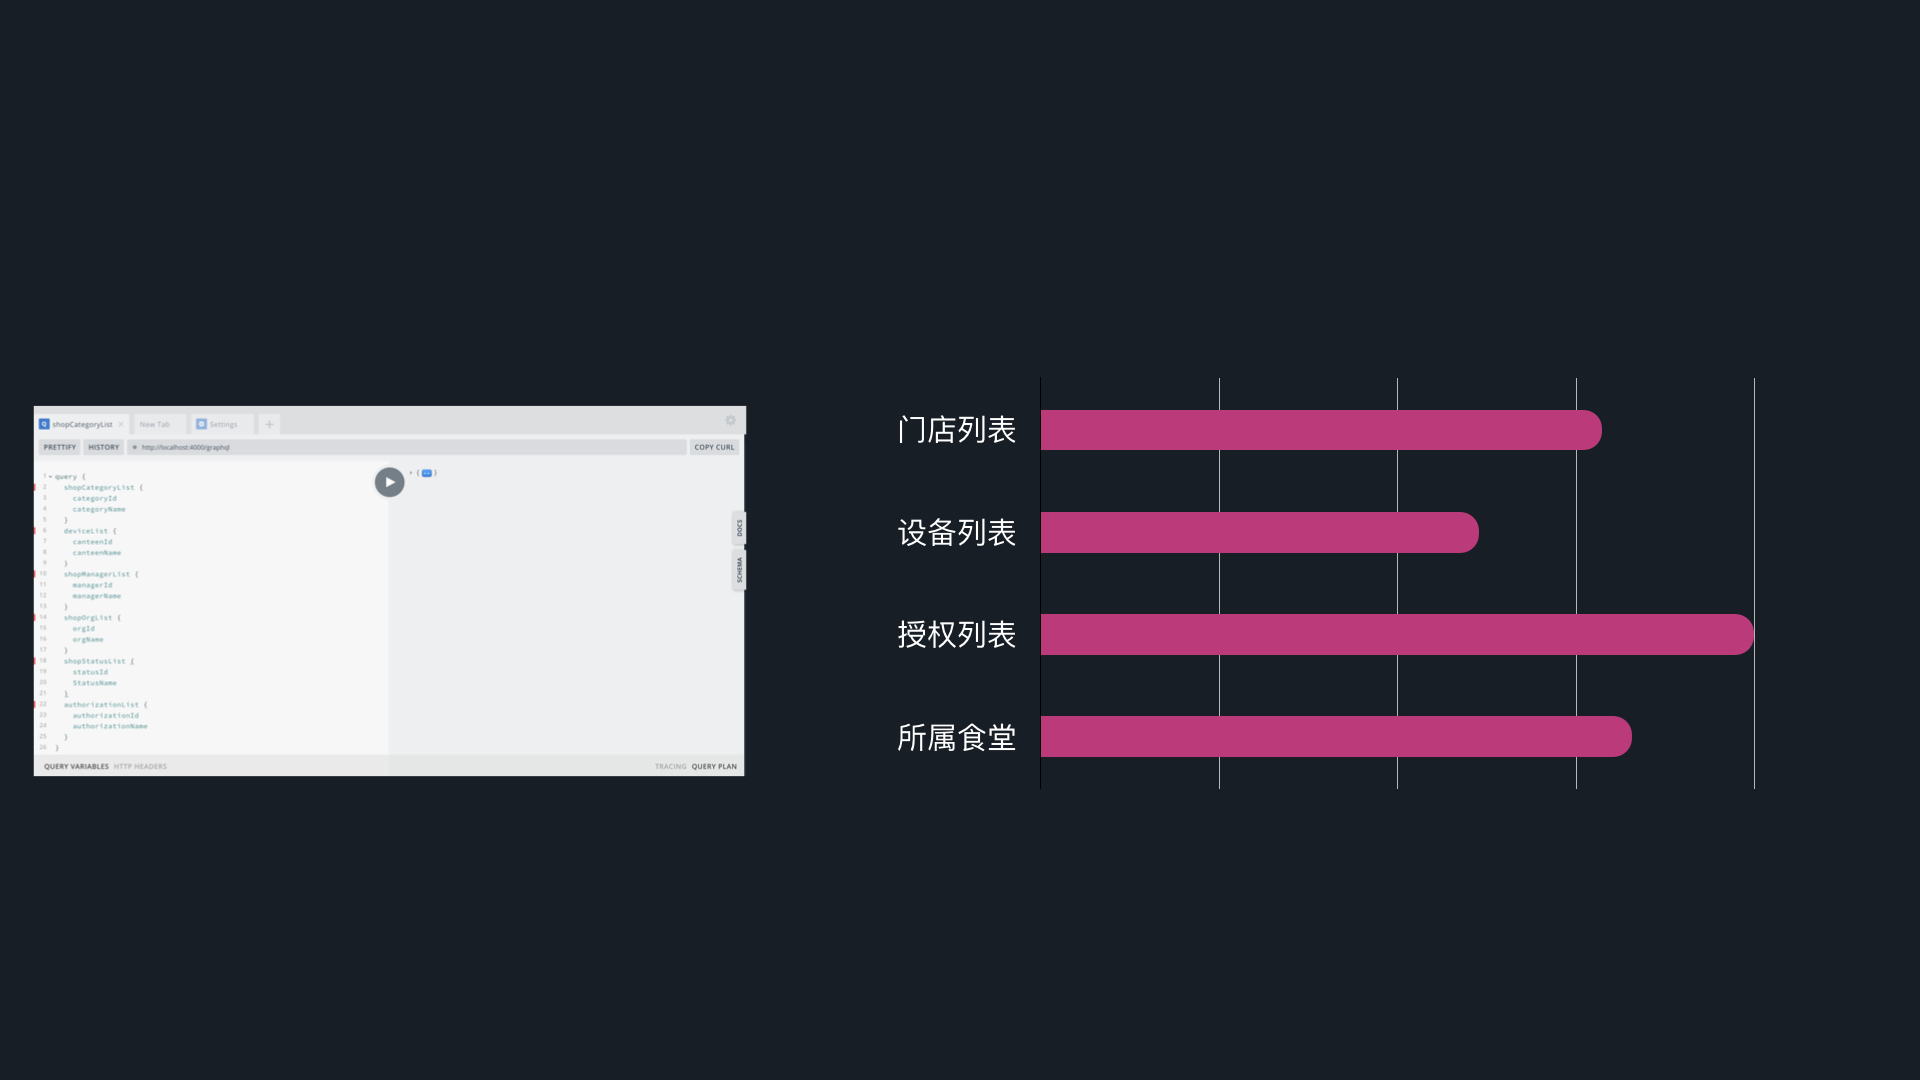 shopCategoryList × New Tab Settings +
PRETTIFY HISTORY http://localhost:4000/graphql COPY CURL
1 query {
2 shopCategoryList {
3 categoryId
4 categoryName
5 }
6 deviceList {
7 canteenId
8 canteenName
9 }
10 shopManagerList {
11 managerId
12 managerName
13 }
14 shopOrgList {
15 orgId
16 orgName
17 }
18 shopStatusList {
19 statusId
20 StatusName
21 }
22 authorizationList {
23 authorizationId
24 authorizationName
25 }
26 }
DOCS
SCHEMA
QUERY VARIABLES HTTP HEADERS TRACING QUERY PLAN
门店列表
设备列表
授权列表
所属食堂